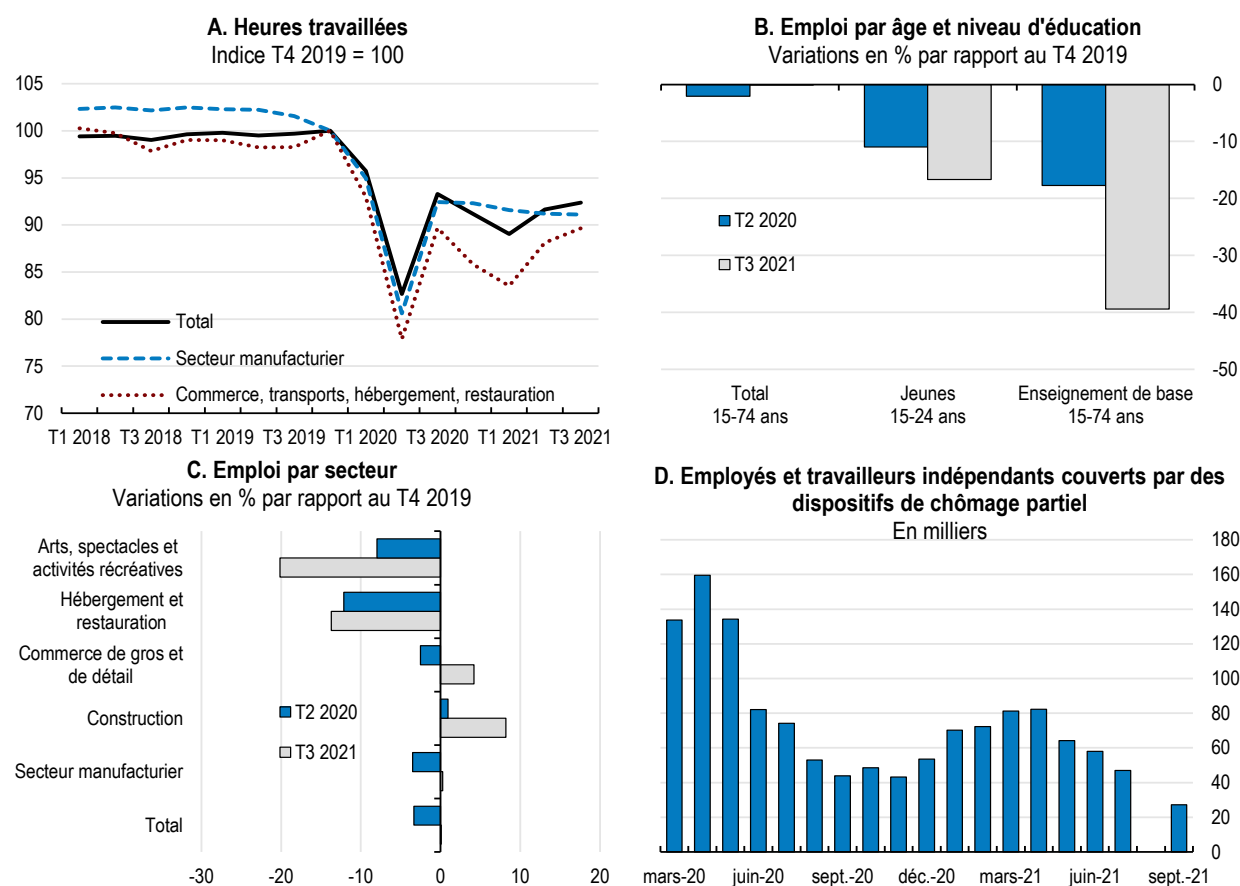 A. Heures travaillées
Indice T4 2019 = 100
105
100
95
90
85
80
75
70
Total
Secteur manufacturier
Commerce, transports, hébergement, restauration
T1 2018 T3 2018 T1 2019 T3 2019 T1 2020 T3 2020 T1 2021 T3 2021
B. Emploi par âge et niveau d'éducation
Variations en % par rapport au T4 2019
0
-10
-20
-30
-40
-50
T2 2020
T3 2021
Total
15-74 ans
Jeunes
15-24 ans
Enseignement de base
15-74 ans
C. Emploi par secteur
Variations en % par rapport au T4 2019
-30 -20 -10 0 10 20
Arts, spectacles et
activités récréatives
Hébergement et
restauration
Commerce de gros et
de détail
Construction
Secteur manufacturier
Total
T2 2020
T3 2021
-30 -20 -10 0 10 20
D. Employés et travailleurs indépendants couverts par des
dispositifs de chômage partiel
En milliers
180
160
140
120
100
80
60
40
20
0
mars-20 juin-20 sept.-20 déc.-20 mars-21 juin-21 sept.-21